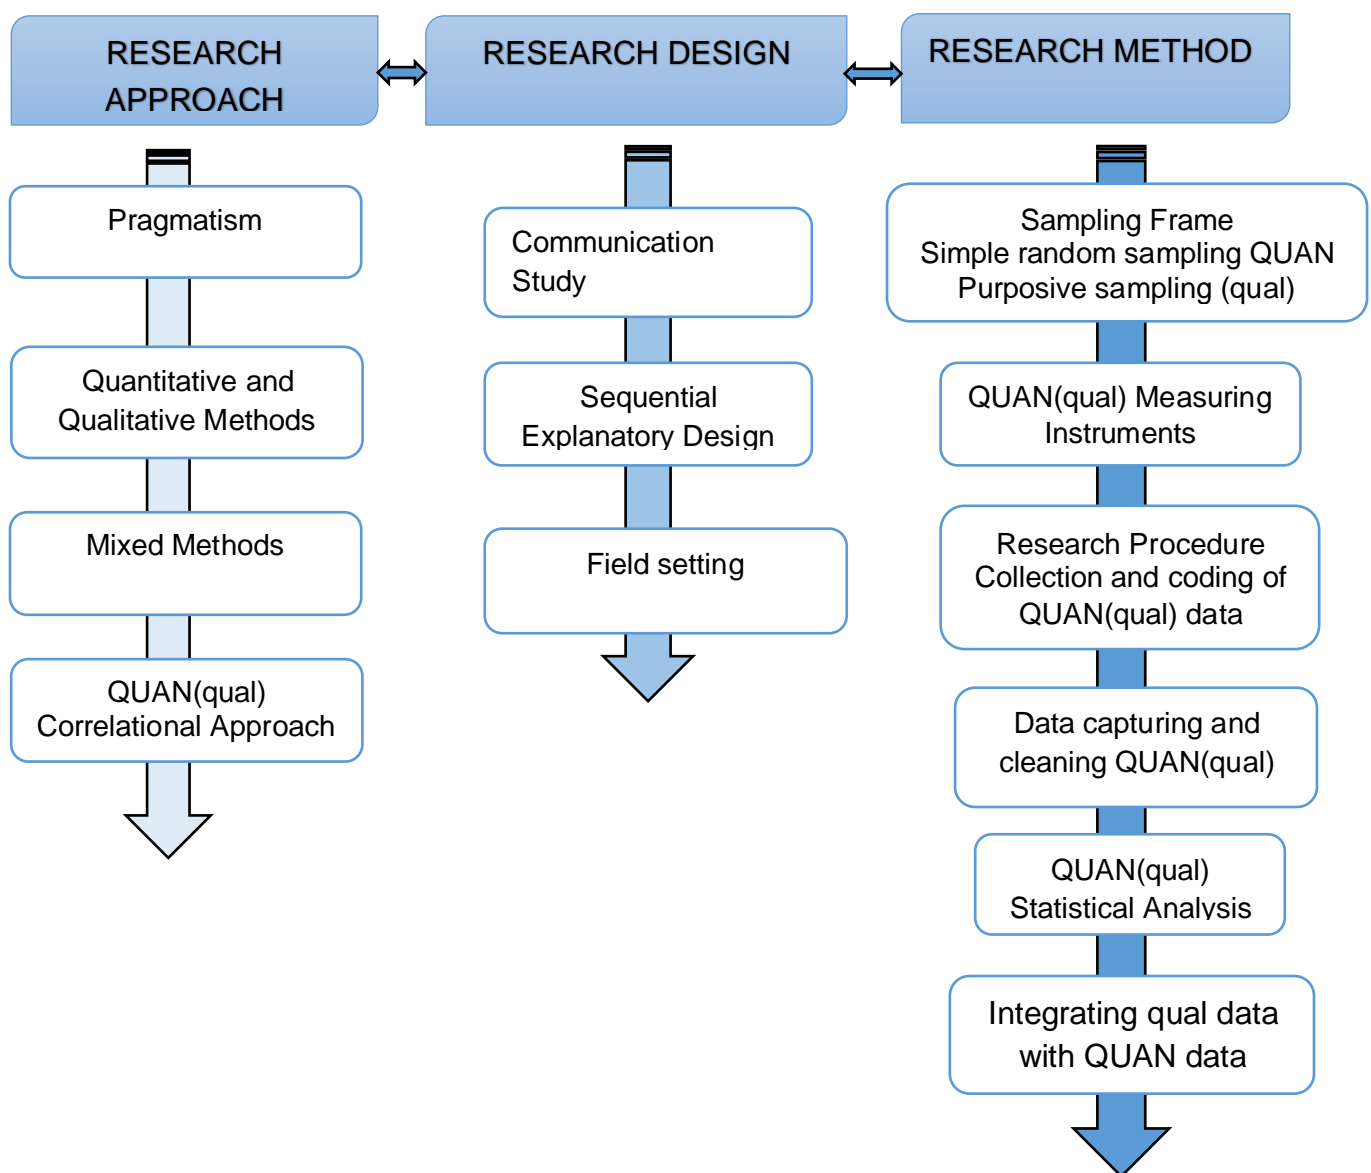 RESEARCH
APPROACH
RESEARCH DESIGN
RESEARCH METHOD
Pragmatism
Quantitative and
Qualitative Methods
Mixed Methods
QUAN(qual)
Correlational Approach
Communication
Study
Sequential
Explanatory Design
Field setting
Sampling Frame
Simple random sampling QUAN
Purposive sampling (qual)
QUAN(qual) Measuring
Instruments
Research Procedure
Collection and coding of
QUAN(qual) data
Data capturing and
cleaning QUAN(qual)
QUAN(qual)
Statistical Analysis
Integrating qual data
with QUAN data